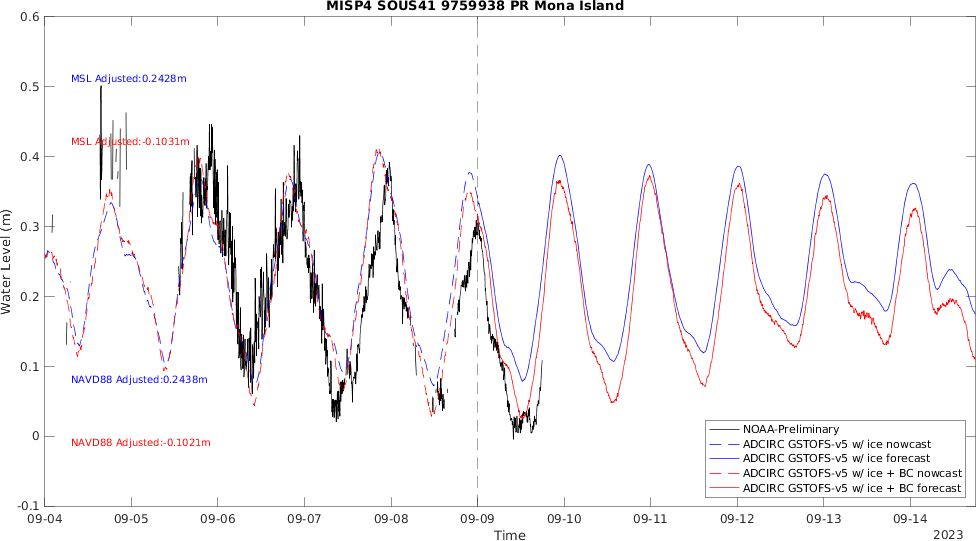 MISP4 SOUS41 9759938 PR Mona Island
0.6
0.5
0.4
0.3
0.2
0.1
0
-0.1
Water Level (m)
MSL Adjusted:0.2428m
MSL Adjusted:-0.1031m
NAVD88 Adjusted:0.2438m
NAVD88 Adjusted:-0.1021m
NOAA-Preliminary
ADCIRC GSTOFS-v5 w/ice nowcast
ADCIRC GSTOFS-v5 w/ice forecast
ADCIRC GSTOFS-v5 w/ice + BC nowcast
ADCIRC GSTOFS-v5 w/ice + BC forecast
09-04 09-05 09-06 09-07 09-08 09-09 09-10 09-11 09-12 09-13 09-14
Time
2023